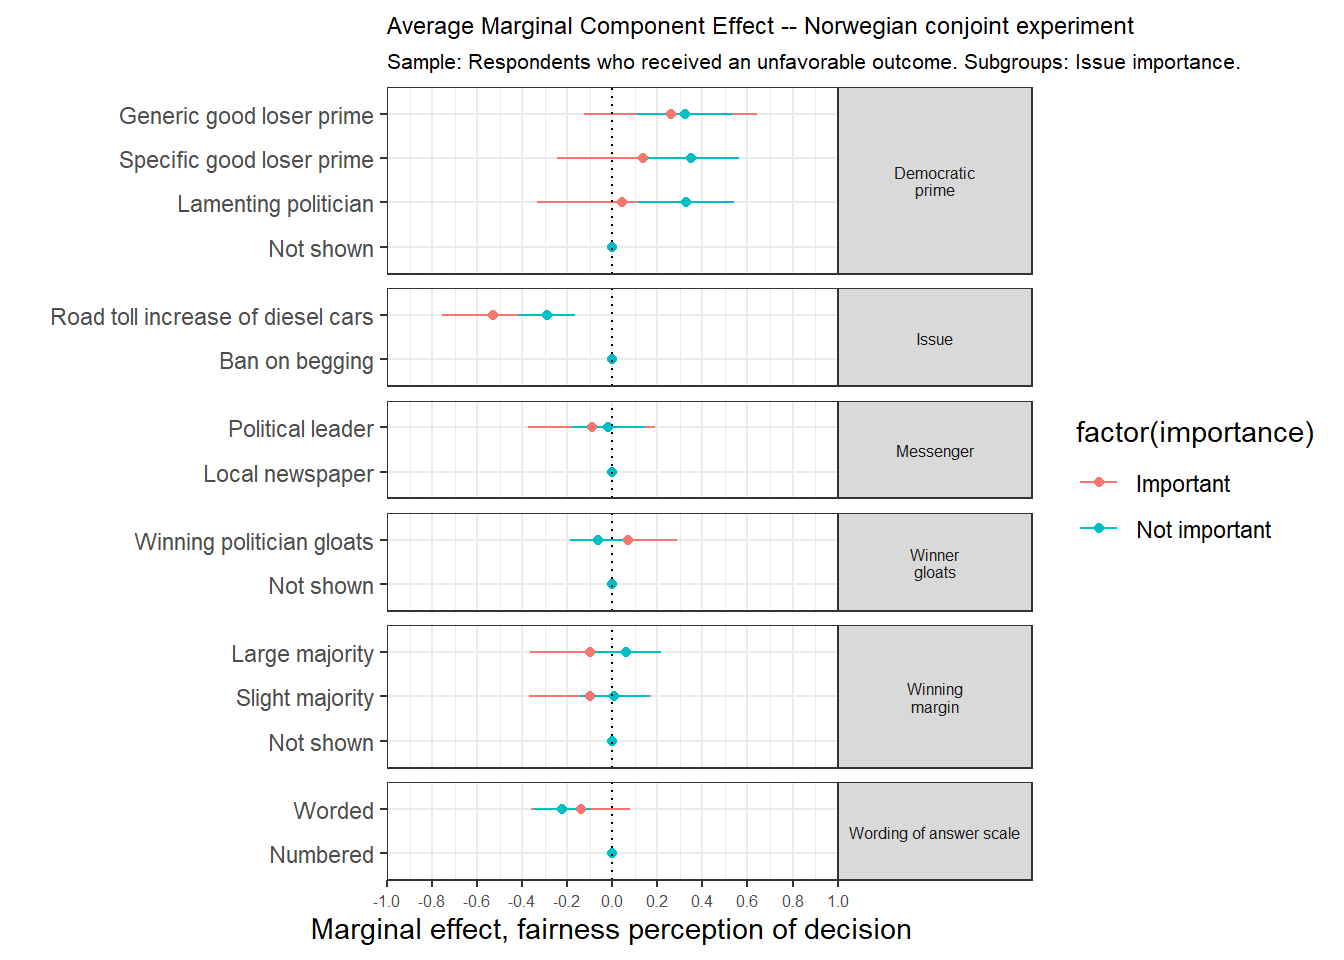 Average Marginal Component Effect -- Norwegian conjoint experiment
Sample: Respondents who received an unfavorable outcome. Subgroups: Issue importance.
Generic good loser prime
Specific good loser prime
Lamenting politician
Not shown
Democratic
prime
Road toll increase of diesel cars
Ban on begging
Issue
Political leader
Local newspaper
Messenger
Winning politician gloats
Not shown
Winner
gloats
Large majority
Slight majority
Not shown
Winning
margin
Worded
Numbered
Wording of answer scale
-1.0 -0.8 -0.6 -0.4 -0.2 0.0 0.2 0.4 0.6 0.8 1.0
Marginal effect, fairness perception of decision
factor(importance)
Important
Not important